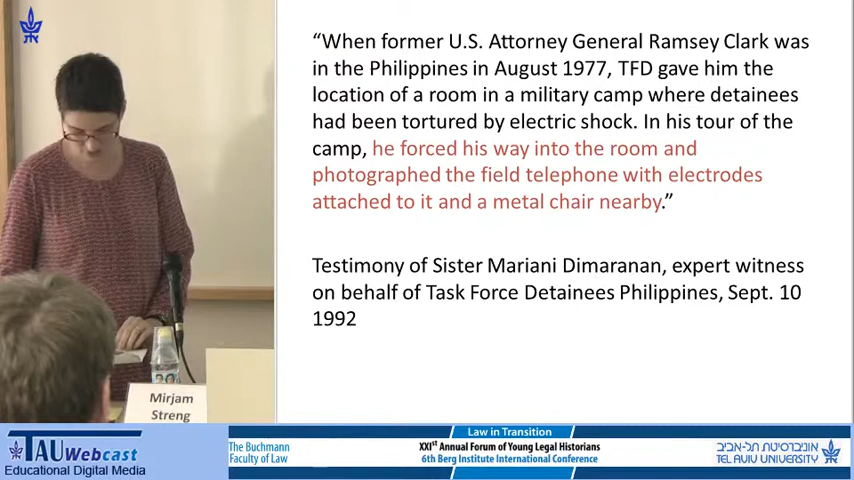 “When former U.S. Attorney General Ramsey Clark was
in the Philippines in August 1977, TFD gave him the
location of a room in a military camp where detainees
had been tortured by electric shock. In his tour of the
camp, he forced his way into the room and
photographed the field telephone with electrodes
attached to it and a metal chair nearby.”
Testimony of Sister Mariani Dimaranan, expert witness
on behalf of Task Force Detainees Philippines, Sept. 10
1992
Mirjam
Streng
TAU Webcast
Educational Digital Media
The Buchmann
Faculty of Law
Law in Transition
XXIst Annual Forum of Young Legal Historians
6th Berg Institute International Conference
אוניברסיטת תל-אביב
TEL AVIV UNIVERSITY